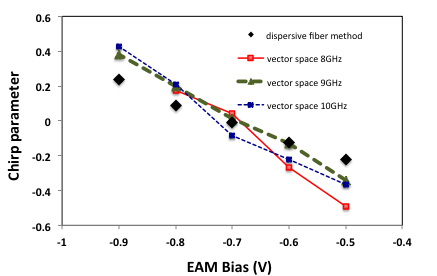 0.6
0.4
0.2
0
-0.2
-0.4
-0.6
Chirp parameter
dispersive fiber method
vector space 8GHz
vector space 9GHz
vector space 10GHz
-1
-0.9
-0.8
-0.7
-0.6
-0.5
-0.4
EAM Bias (V)